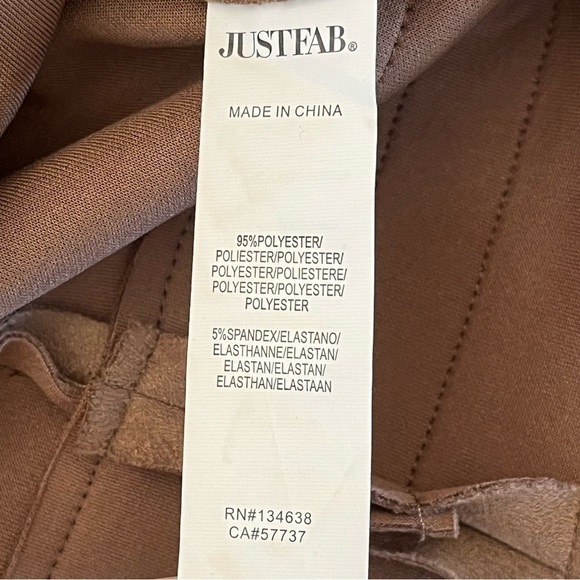 JUSTFAB®
MADE IN CHINA
95%POLYESTER/
POLIESTER/POLYESTER/
POLYESTER/POLIESTERE/
POLYESTER/POLYESTER/
POLYESTER
5%SPANDEX/ELASTANO/
ELASTHANNE/ELASTAN/
ELASTAN/ELASTAN/
ELASTHAN/ELASTAAN
RN#134638
CA#57737